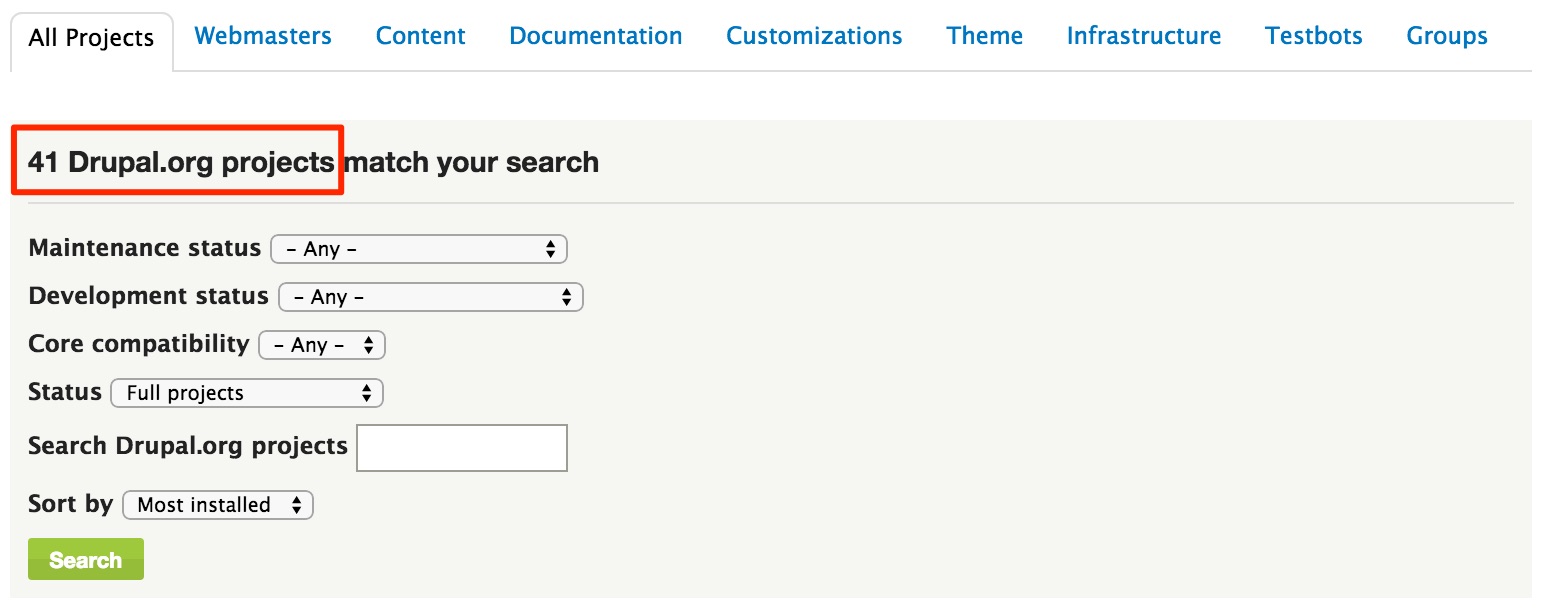 All Projects Webmasters Content Documentation Customizations Theme Infrastructure Testbots Groups
41 Drupal.org projects match your search
Maintenance status – Any –
Development status – Any –
Core compatibility – Any –
Status Full projects
Search Drupal.org projects
Sort by Most installed
Search